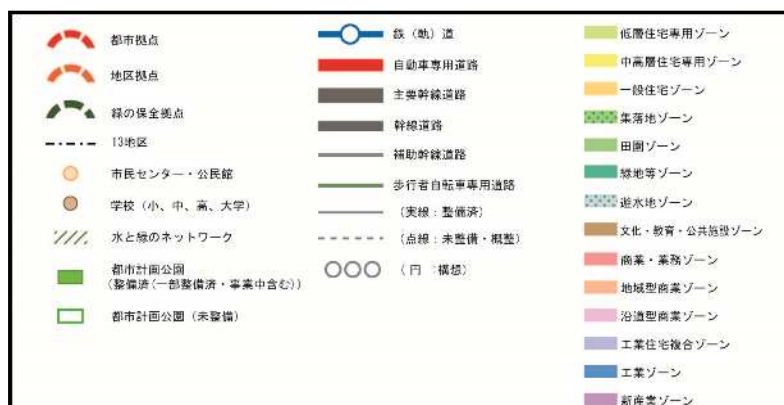 都市拠点
地区拠点
緑の保全拠点
13地区
市民センター・公民館
学校（小、中、高、大学）
水と緑のネットワーク
都市計画公園
（整備済（一部整備済・事業中含む））
都市計画公園（未整備）
鉄（軌）道
自動車専用道路
主要幹線道路
幹線道路
補助幹線道路
歩行者自転車専用道路
（実線：整備済）
（点線：未整備・概整）
（円　：構想）
低層住宅専用ゾーン
中高層住宅専用ゾーン
一般住宅ゾーン
集落地ゾーン
田園ゾーン
緑地等ゾーン
遊水地ゾーン
文化・教育・公共施設ゾーン
商業・業務ゾーン
地域型商業ゾーン
沿道型商業ゾーン
工業住宅複合ゾーン
工業ゾーン
新産業ゾーン